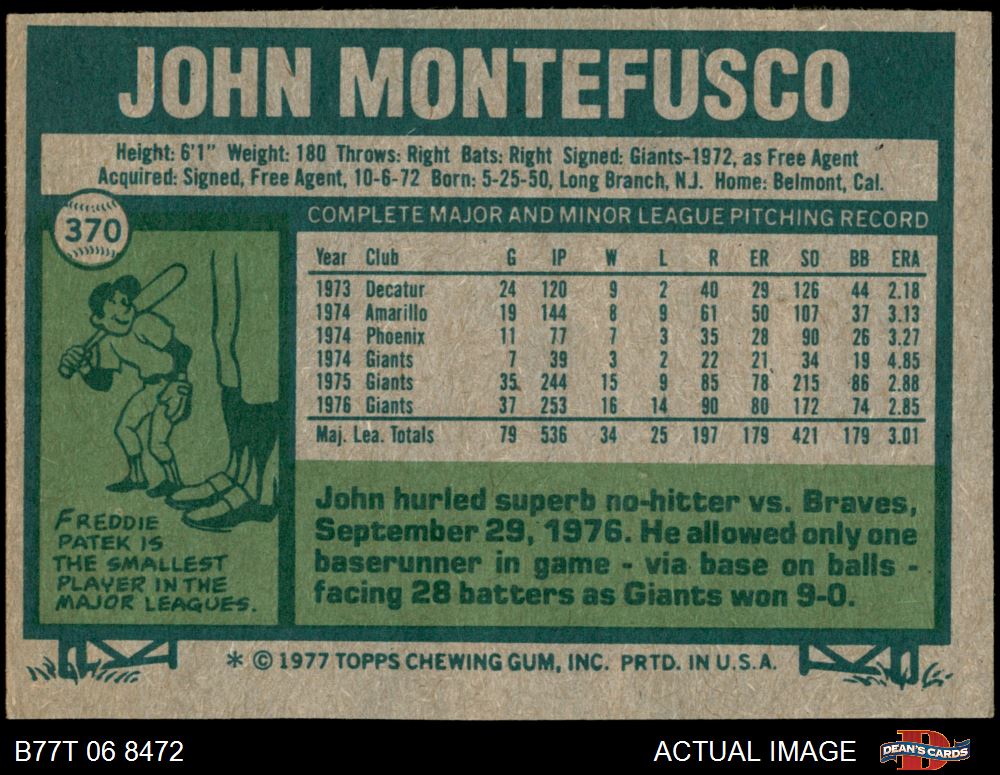 JOHN MONTEFUSCO
Height: 6'1" Weight: 180 Throws: Right Bats: Right Signed: Giants-1972, as Free Agent
Acquired: Signed, Free Agent, 10-6-72 Born: 5-25-50, Long Branch, N.J. Home: Belmont, Cal.
370
COMPLETE MAJOR AND MINOR LEAGUE PITCHING RECORD
Year Club G IP W L R ER SO BB ERA
1973 Decatur 24 120 9 2 40 29 126 44 2.18
1974 Amarillo 19 144 8 9 61 50 107 37 3.13
1974 Phoenix 11 77 7 3 35 28 90 26 3.27
1974 Giants 7 39 3 2 22 21 34 19 4.85
1975 Giants 35 244 15 9 85 78 215 86 2.88
1976 Giants 37 253 16 14 90 80 172 74 2.85
Maj. Lea. Totals 79 536 34 25 197 179 421 179 3.01
FREDDIE
PATEK IS
THE SMALLEST
PLAYER IN THE
MAJOR LEAGUES.
John hurled superb no-hitter vs. Braves,
September 29, 1976. He allowed only one
baserunner in game - via base on balls -
facing 28 batters as Giants won 9-0.
* © 1977 TOPPS CHEWING GUM, INC. PRTD. IN U.S.A.
B77T 06 8472
ACTUAL IMAGE
D
DEAN'S CARDS